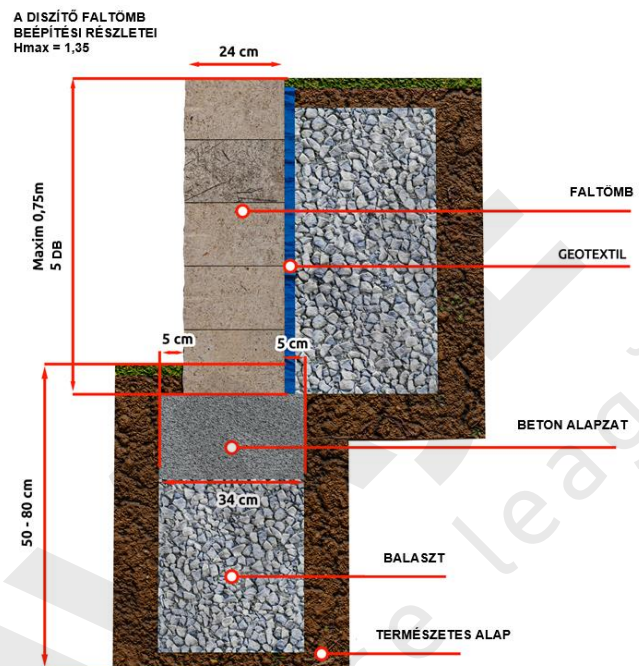 A DISZÍTŐ FALTÖMB
BEÉPÍTÉSI RÉSZLETEI
Hmax = 1,35
24 cm
Maxim 0,75m
5 DB
FALTÖMB
GEOTEXTIL
5 cm
5 cm
BETON ALAPZAT
50 - 80 cm
34 cm
BALASZT
TERMÉSZETES ALAP